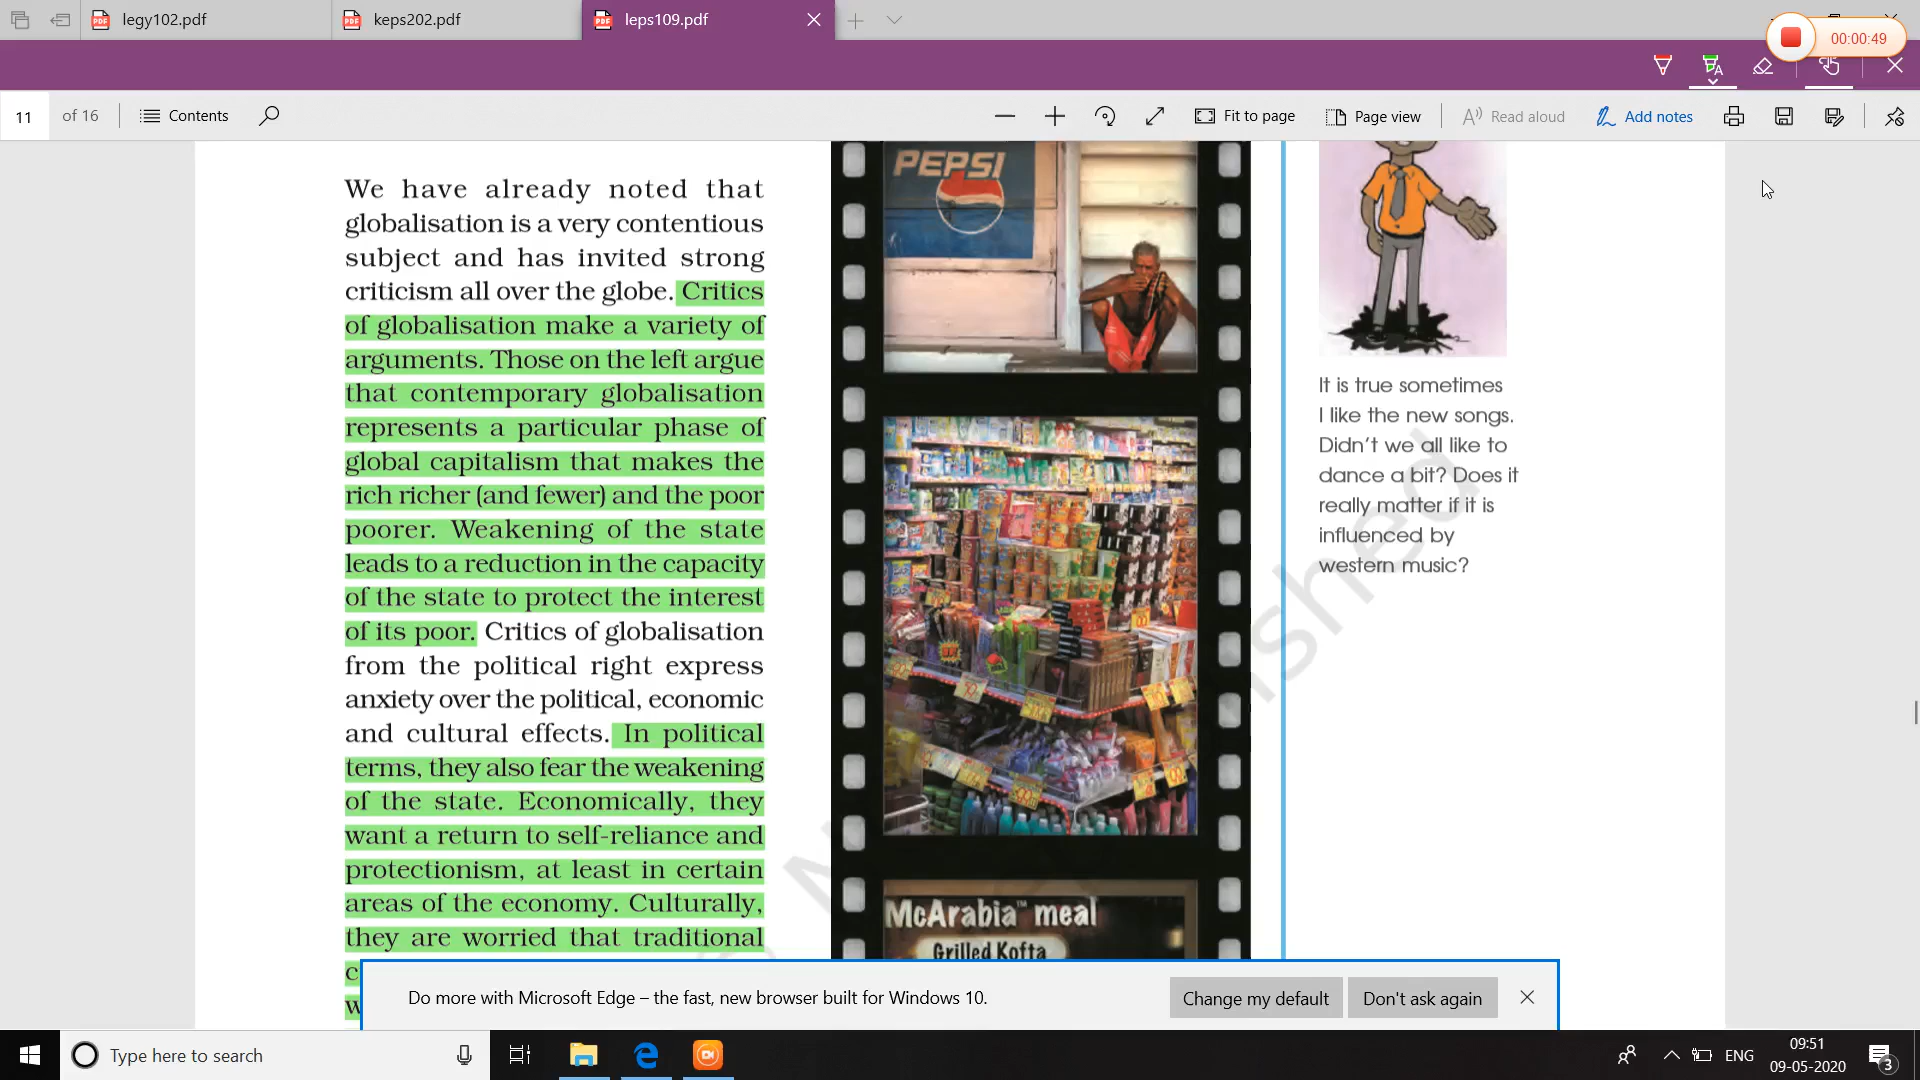 legy102.pdf
keps202.pdf
leps109.pdf
00:00:49
11 of 16
Contents
Fit to page
Page view
Read aloud
Add notes
We have already noted that
globalisation is a very contentious
subject and has invited strong
criticism all over the globe. Critics
of globalisation make a variety of
arguments. Those on the left argue
that contemporary globalisation
represents a particular phase of
global capitalism that makes the
rich richer (and fewer) and the poor
poorer. Weakening of the state
leads to a reduction in the capacity
of the state to protect the interest
of its poor. Critics of globalisation
from the political right express
anxiety over the political, economic
and cultural effects. In political
terms, they also fear the weakening
of the state. Economically, they
want a return to self-reliance and
protectionism, at least in certain
areas of the economy. Culturally,
they are worried that traditional
c
w
PEPSI
McArabia™ meal
Grilled Kofta
It is true sometimes
I like the new songs.
Didn't we all like to
dance a bit? Does it
really matter if it is
influenced by
western music?
Do more with Microsoft Edge – the fast, new browser built for Windows 10.
Change my default
Don't ask again
Type here to search
ENG
09:51
09-05-2020
3